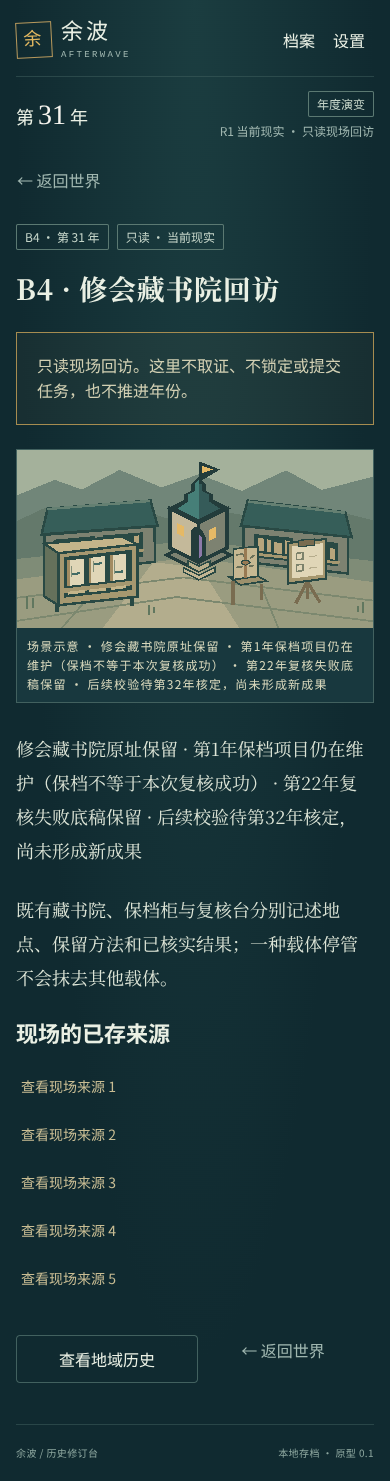 余
余波
AFTERWAVE
档案
设置
第31年
年度演变
R1 当前现实 · 只读现场回访
← 返回世界
B4 · 第31年
只读 · 当前现实
B4 · 修会藏书院回访
只读现场回访。这里不取证、不锁定或提交
任务，也不推进年份。
场景示意 · 修会藏书院原址保留 · 第1年保档项目仍在
维护（保档不等于本次复核成功） · 第22年复核失败底
稿保留 · 后续校验待第32年核定，尚未形成新成果
修会藏书院原址保留 · 第1年保档项目仍在维
护（保档不等于本次复核成功） · 第22年复
核失败底稿保留 · 后续校验待第32年核定，
尚未形成新成果
既有藏书院、保档柜与复核台分别记述地
点、保留方法和已核实结果；一种载体停管
不会抹去其他载体。
现场的已存来源
查看现场来源 1
查看现场来源 2
查看现场来源 3
查看现场来源 4
查看现场来源 5
查看地域历史
← 返回世界
余波 / 历史修订台
本地存档 · 原型 0.1